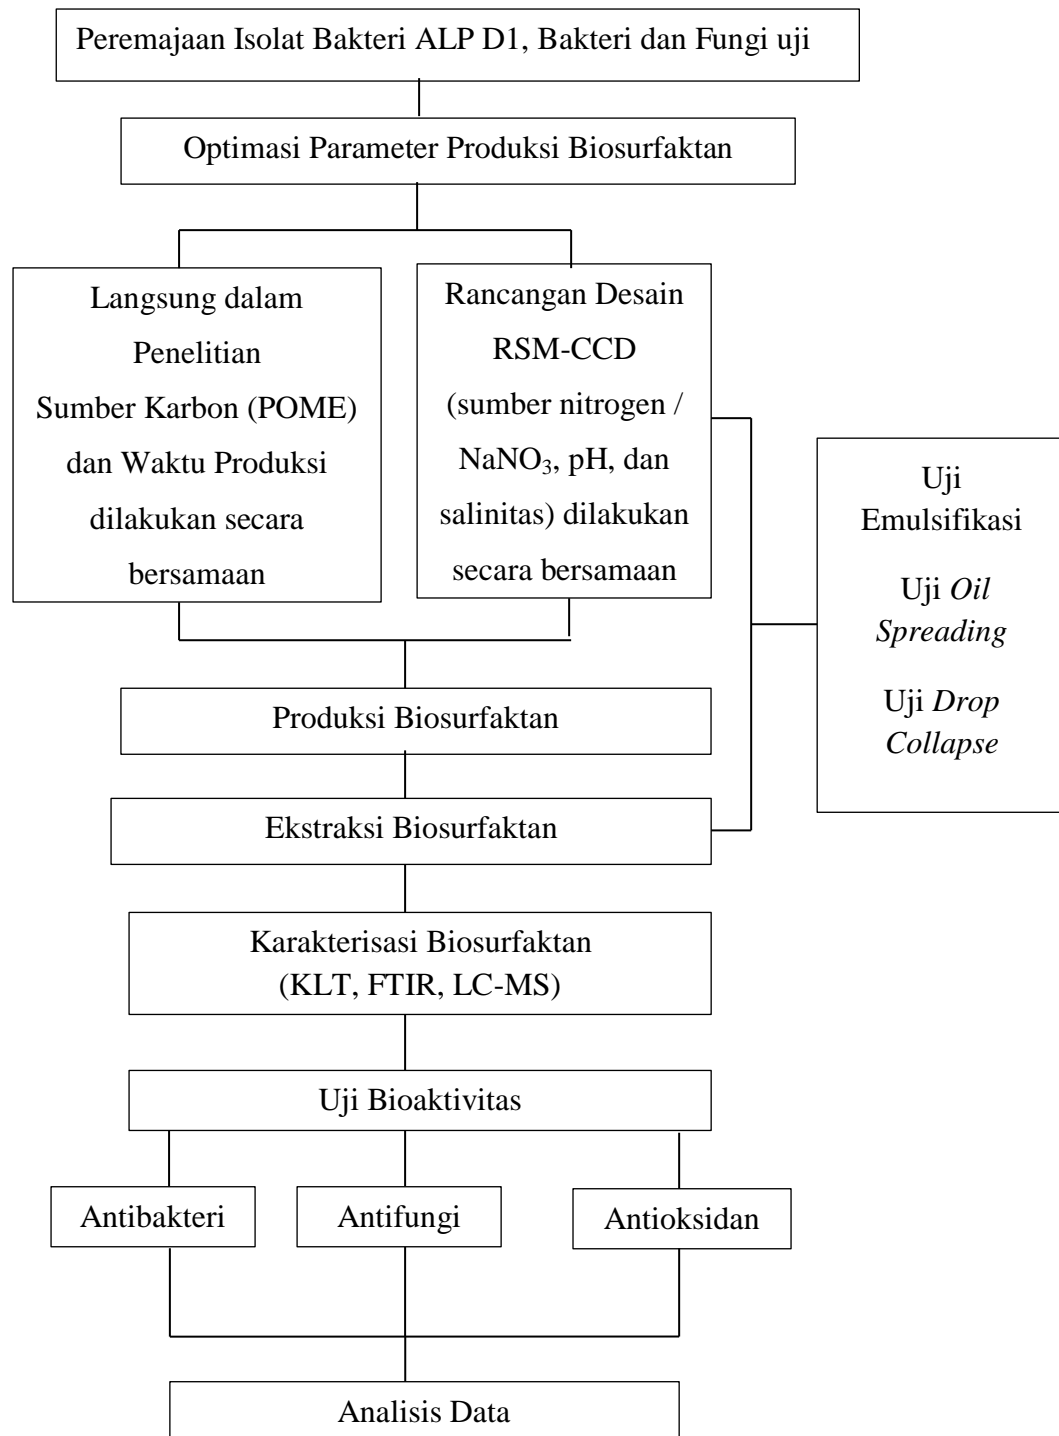 Peremajaan Isolat Bakteri ALP D1, Bakteri dan Fungi uji
Optimasi Parameter Produksi Biosurfaktan
Langsung dalam
Penelitian
Sumber Karbon (POME)
dan Waktu Produksi
dilakukan secara
bersamaan
Rancangan Desain
RSM-CCD
(sumber nitrogen /
NaNO₃, pH, dan
salinitas) dilakukan
secara bersamaan
Uji
Emulsifikasi
Uji Oil
Spreading
Uji Drop
Collapse
Produksi Biosurfaktan
Ekstraksi Biosurfaktan
Karakterisasi Biosurfaktan
(KLT, FTIR, LC-MS)
Uji Bioaktivitas
Antibakteri
Antifungi
Antioksidan
Analisis Data